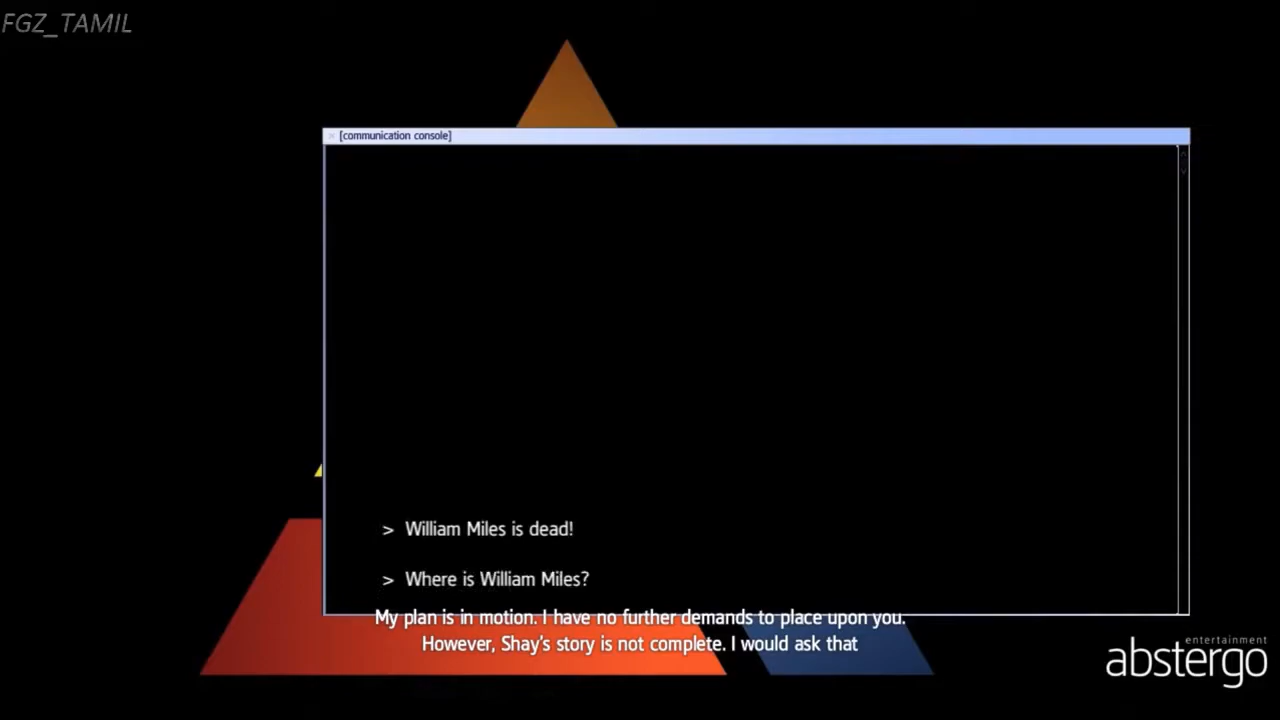 FGZ_TAMIL
[communication console]
> William Miles is dead!
> Where is William Miles?
My plan is in motion. I have no further demands to place upon you.
However, Shay's story is not complete. I would ask that
entertainment
abstergo